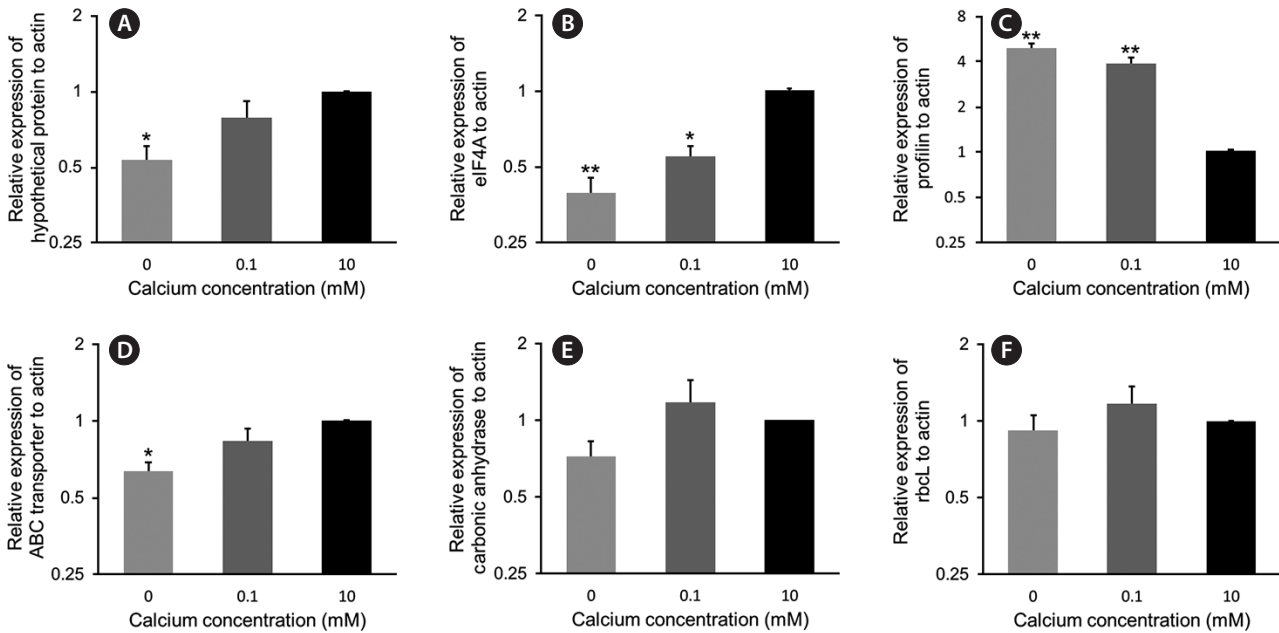 A
Relative expression of
hypothetical protein to actin
2
1
0.5
0.25
*
0
0.1
10
Calcium concentration (mM)
B
Relative expression of
eIF4A to actin
2
1
0.5
0.25
**
*
0
0.1
10
Calcium concentration (mM)
C
Relative expression of
profilin to actin
8
4
2
1
0.5
0.25
**
**
0
0.1
10
Calcium concentration (mM)
D
Relative expression of
ABC transporter to actin
2
1
0.5
0.25
*
0
0.1
10
Calcium concentration (mM)
E
Relative expression of
carbonic anhydrase to actin
2
1
0.5
0.25
0
0.1
10
Calcium concentration (mM)
F
Relative expression of
rbcL to actin
2
1
0.5
0.25
0
0.1
10
Calcium concentration (mM)